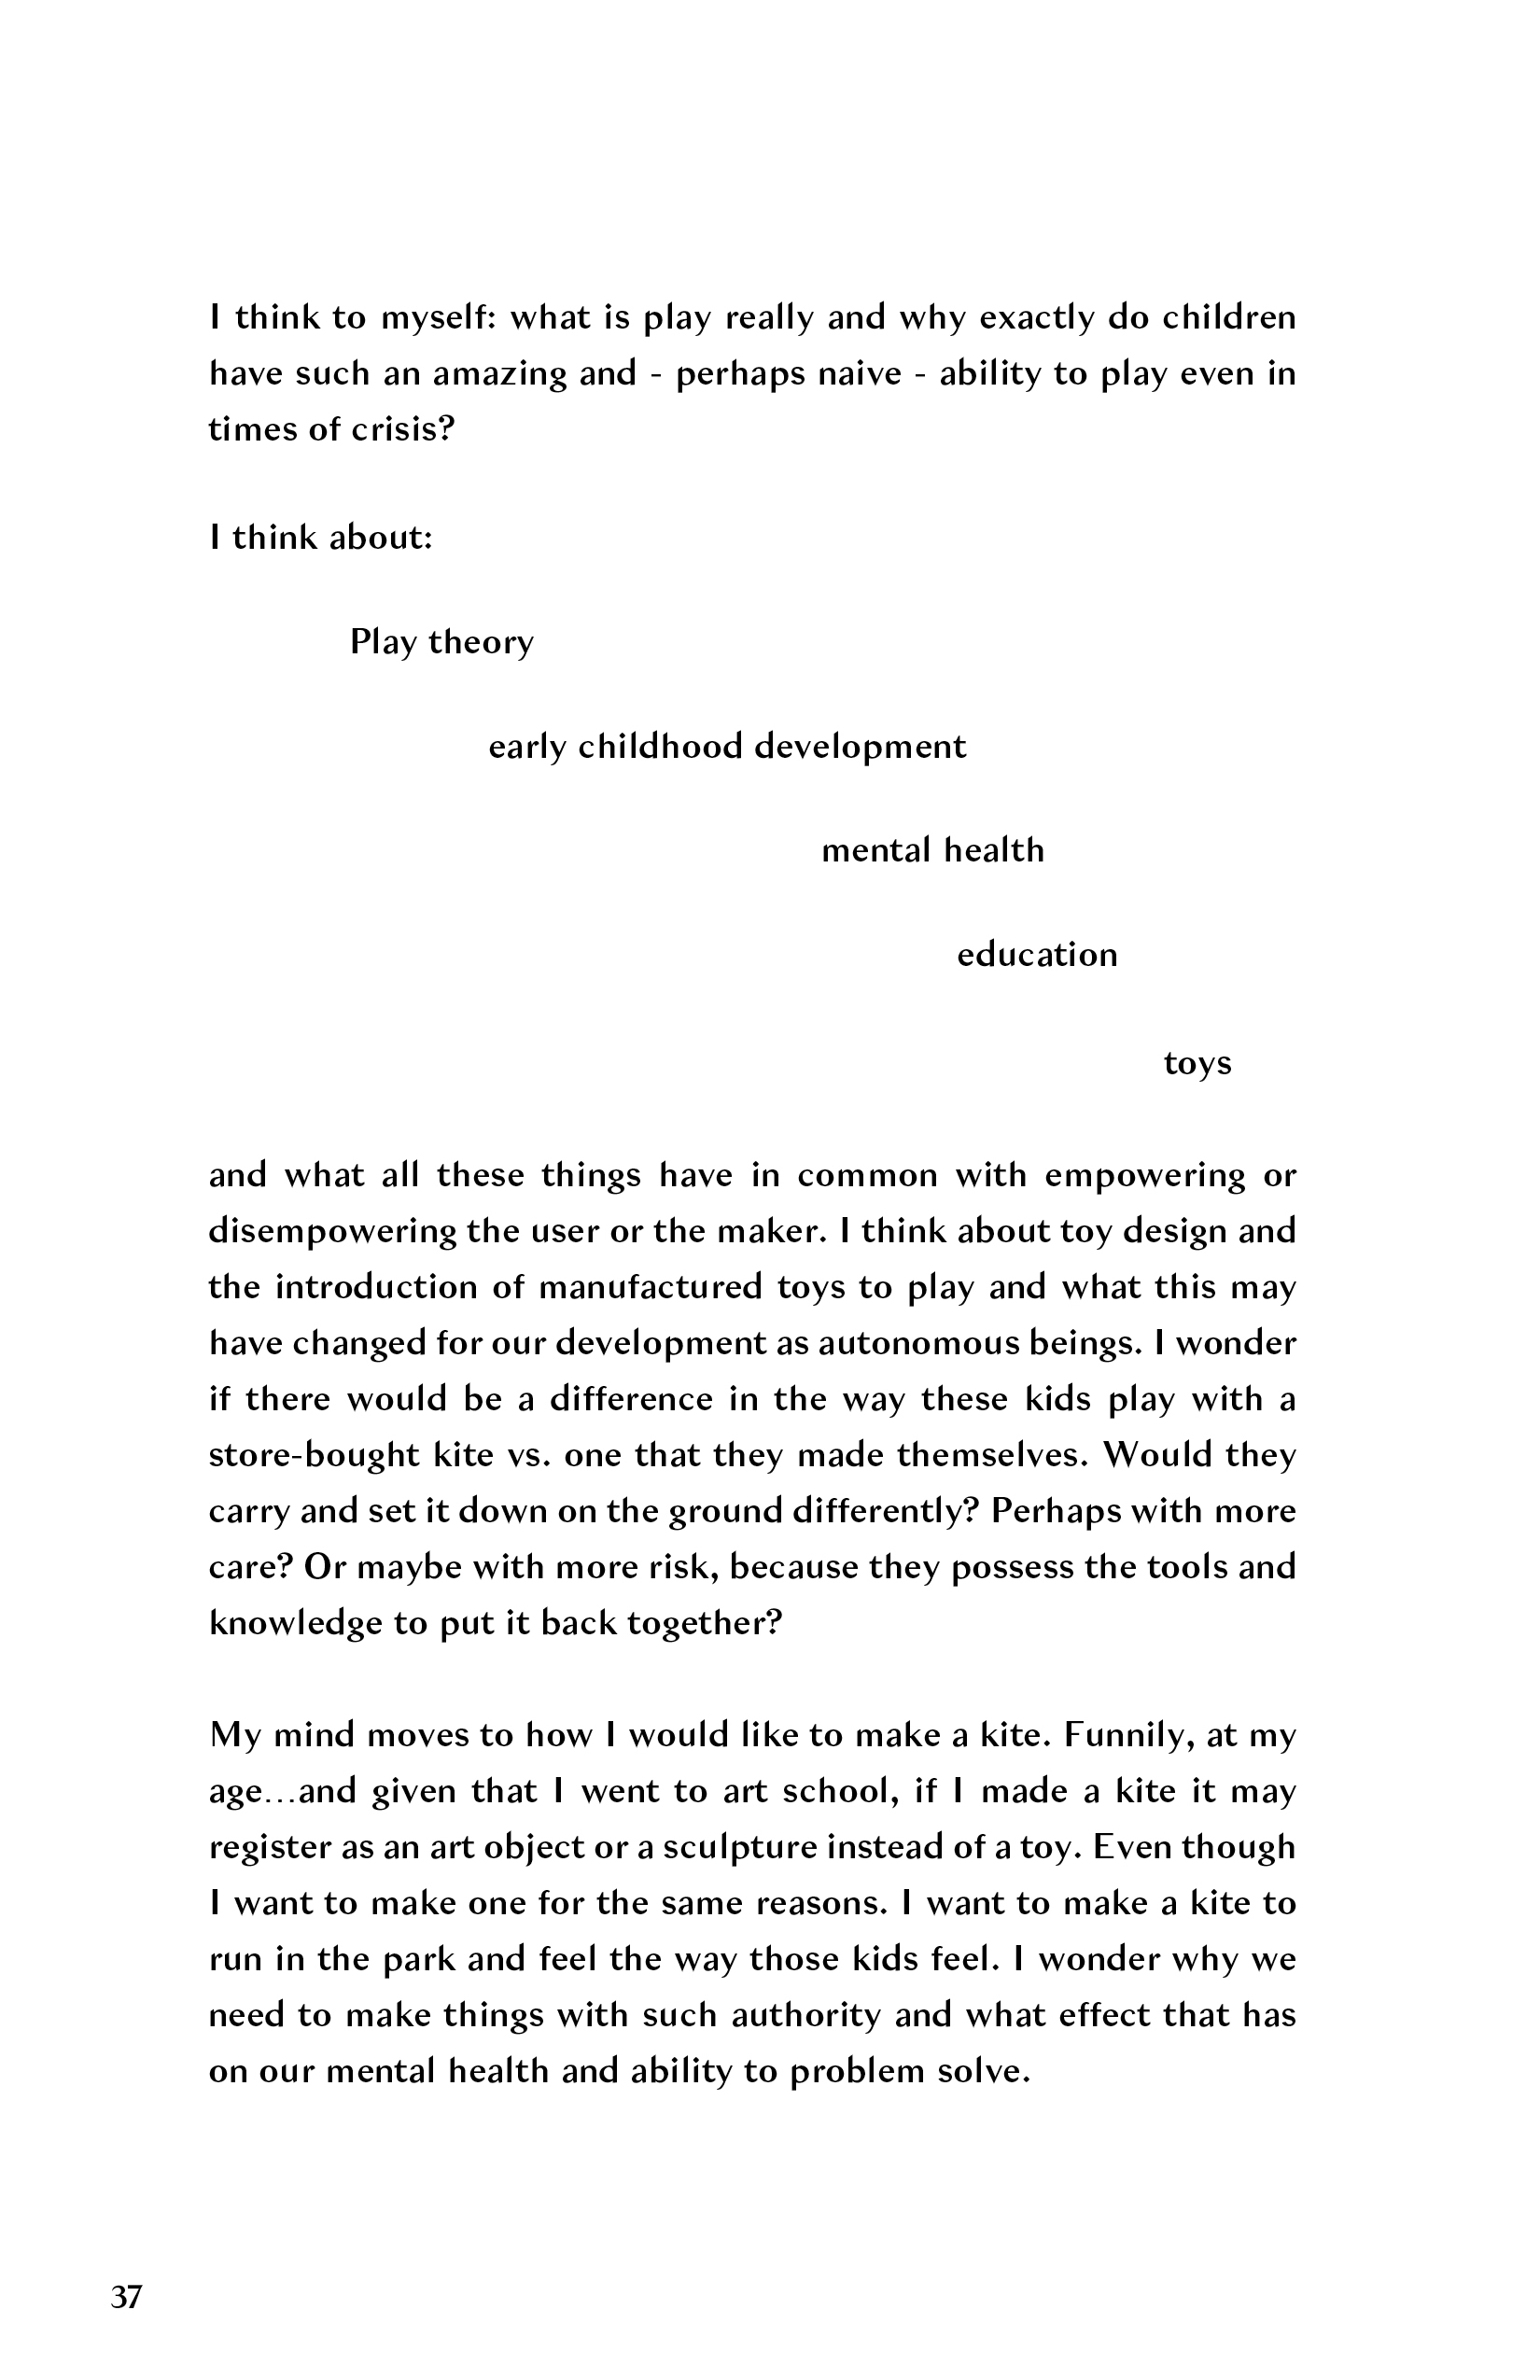 I think to myself: what is play really and why exactly do children
have such an amazing and - perhaps naive - ability to play even in
times of crisis?
I think about:
Play theory
early childhood development
mental health
education
toys
and what all these things have in common with empowering or
disempowering the user or the maker. I think about toy design and
the introduction of manufactured toys to play and what this may
have changed for our development as autonomous beings. I wonder
if there would be a difference in the way these kids play with a
store-bought kite vs. one that they made themselves. Would they
carry and set it down on the ground differently? Perhaps with more
care? Or maybe with more risk, because they possess the tools and
knowledge to put it back together?
My mind moves to how I would like to make a kite. Funnily, at my
age...and given that I went to art school, if I made a kite it may
register as an art object or a sculpture instead of a toy. Even though
I want to make one for the same reasons. I want to make a kite to
run in the park and feel the way those kids feel. I wonder why we
need to make things with such authority and what effect that has
on our mental health and ability to problem solve.
37